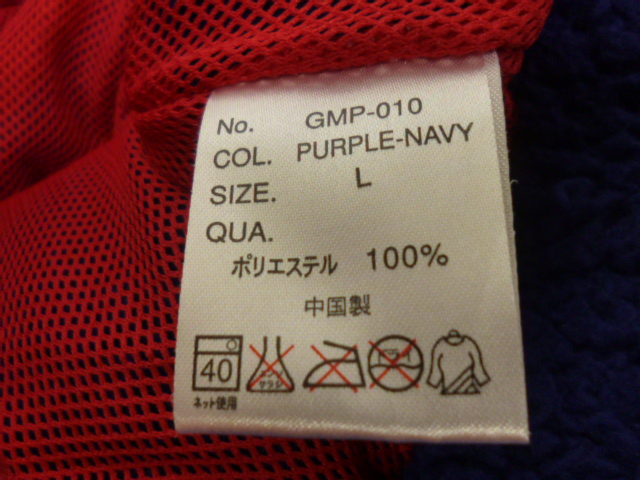 No. GMP-010
COL. PURPLE-NAVY
SIZE. L
QUA.
ポリエステル 100%
中国製
40
ネット使用